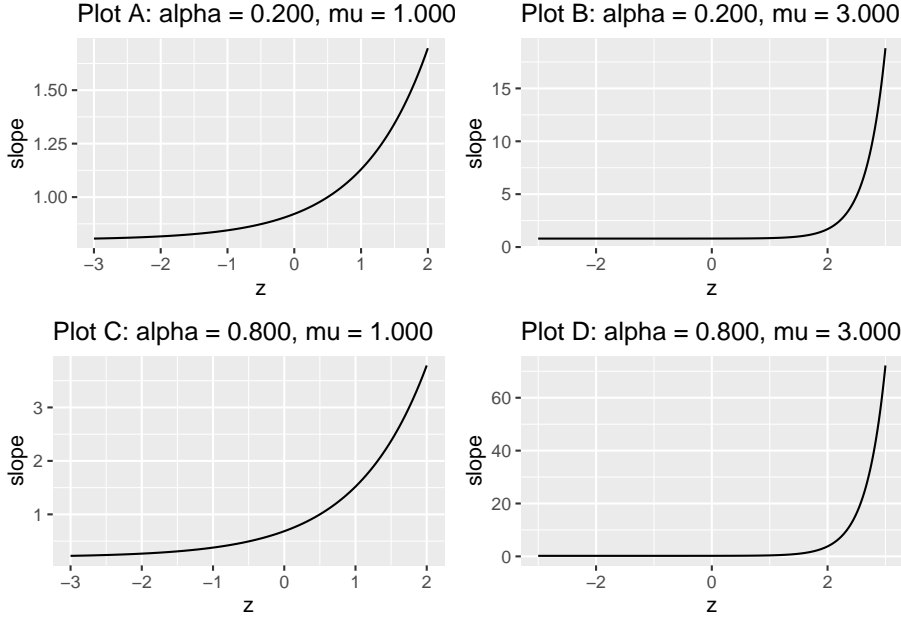 Plot A: alpha = 0.200, mu = 1.000
slope
1.50
1.25
1.00
−3 −2 −1 0 1 2
z
Plot B: alpha = 0.200, mu = 3.000
slope
15
10
5
0
−2 0 2
z
Plot C: alpha = 0.800, mu = 1.000
slope
3
2
1
−3 −2 −1 0 1 2
z
Plot D: alpha = 0.800, mu = 3.000
slope
60
40
20
0
−2 0 2
z